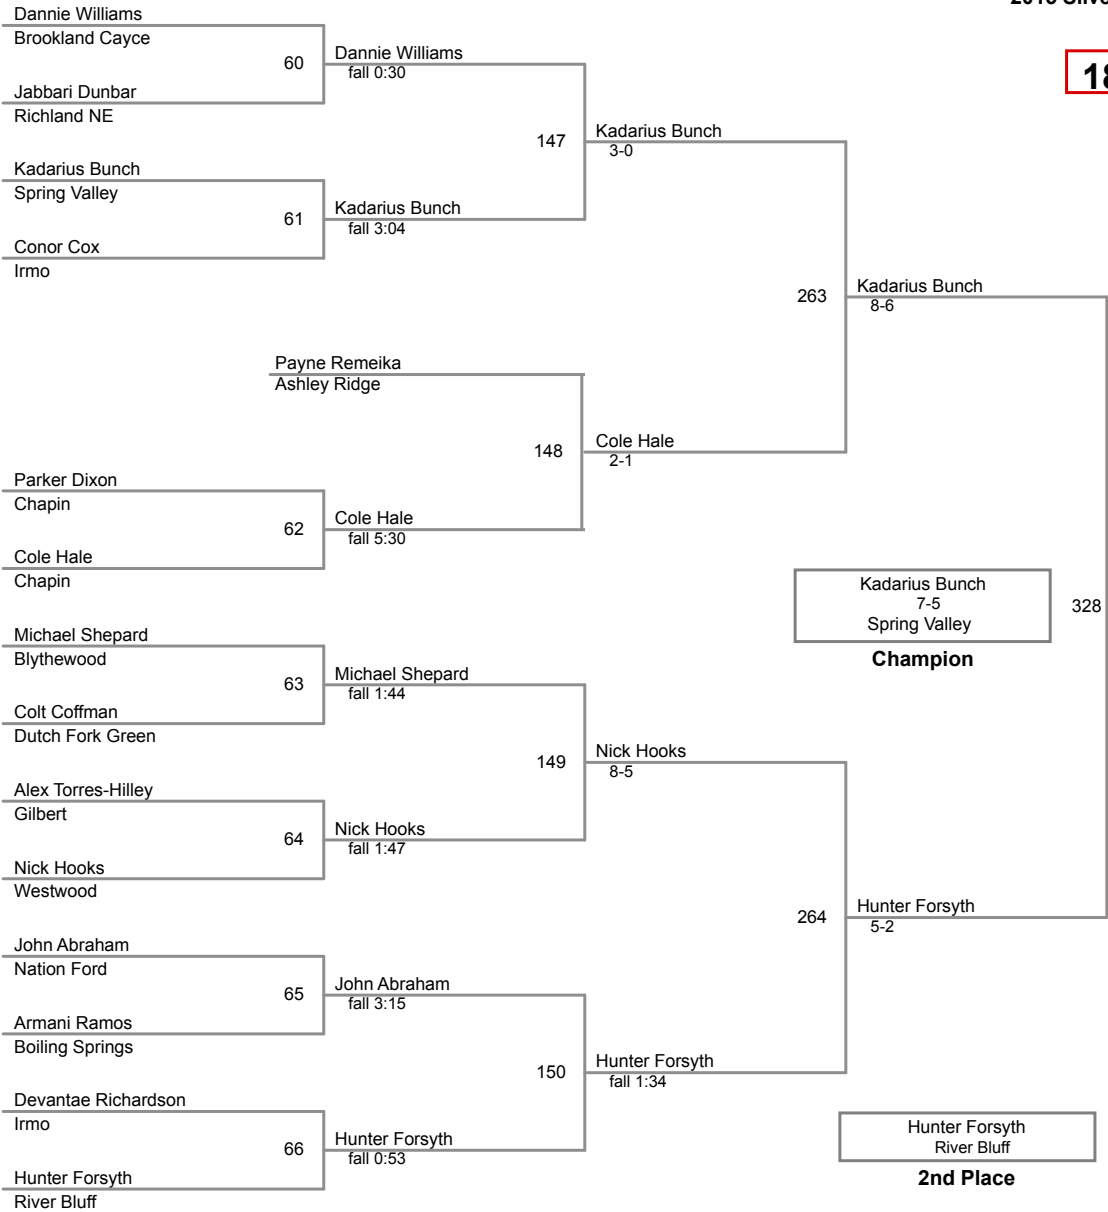 Dannie Williams
Brookland Cayce
60
Dannie Williams
fall 0:30
Jabbari Dunbar
Richland NE
147
Kadarius Bunch
3-0
Kadarius Bunch
Spring Valley
61
Kadarius Bunch
fall 3:04
Conor Cox
Irmo
263
Kadarius Bunch
8-6
Payne Remeika
Ashley Ridge
148
Cole Hale
2-1
Parker Dixon
Chapin
62
Cole Hale
fall 5:30
Cole Hale
Chapin
Kadarius Bunch
7-5
Spring Valley
Champion
328
Michael Shepard
Blythewood
63
Michael Shepard
fall 1:44
Colt Coffman
Dutch Fork Green
149
Nick Hooks
8-5
Alex Torres-Hilley
Gilbert
64
Nick Hooks
fall 1:47
Nick Hooks
Westwood
264
Hunter Forsyth
5-2
John Abraham
Nation Ford
65
John Abraham
fall 3:15
Armani Ramos
Boiling Springs
150
Hunter Forsyth
fall 1:34
Devantae Richardson
Irmo
66
Hunter Forsyth
fall 0:53
Hunter Forsyth
River Bluff
Hunter Forsyth
River Bluff
2nd Place